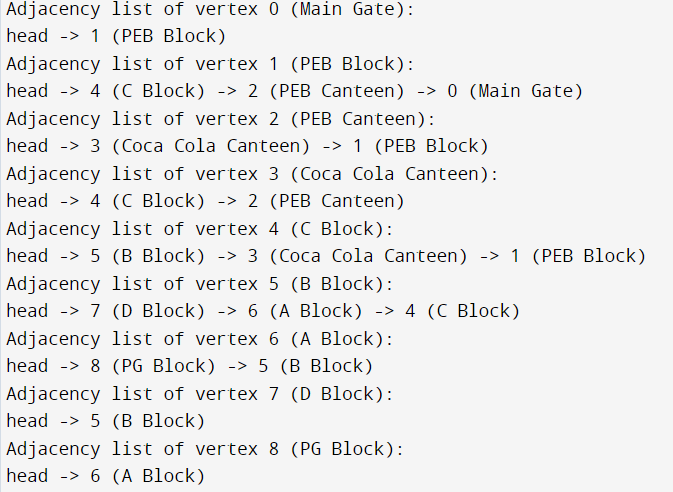 Adjacency list of vertex 0 (Main Gate):
head -> 1 (PEB Block)
Adjacency list of vertex 1 (PEB Block):
head -> 4 (C Block) -> 2 (PEB Canteen) -> 0 (Main Gate)
Adjacency list of vertex 2 (PEB Canteen):
head -> 3 (Coca Cola Canteen) -> 1 (PEB Block)
Adjacency list of vertex 3 (Coca Cola Canteen):
head -> 4 (C Block) -> 2 (PEB Canteen)
Adjacency list of vertex 4 (C Block):
head -> 5 (B Block) -> 3 (Coca Cola Canteen) -> 1 (PEB Block)
Adjacency list of vertex 5 (B Block):
head -> 7 (D Block) -> 6 (A Block) -> 4 (C Block)
Adjacency list of vertex 6 (A Block):
head -> 8 (PG Block) -> 5 (B Block)
Adjacency list of vertex 7 (D Block):
head -> 5 (B Block)
Adjacency list of vertex 8 (PG Block):
head -> 6 (A Block)